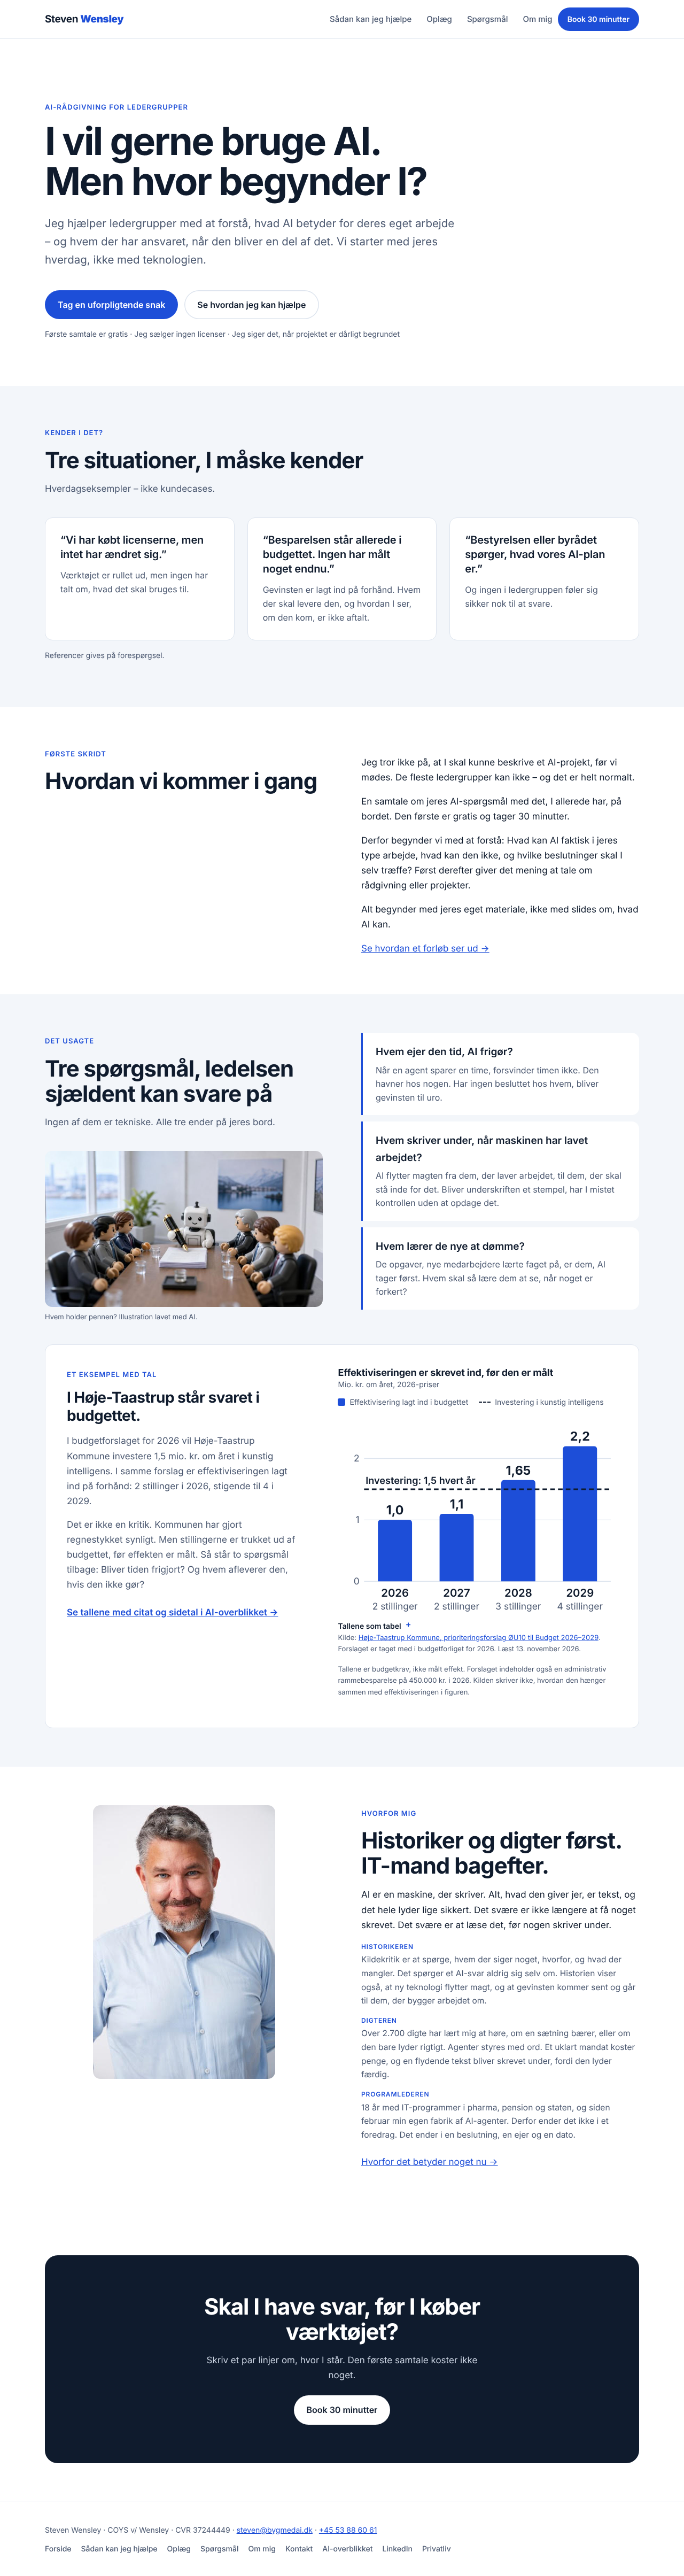 Steven Wensley
Sådan kan jeg hjælpe Oplæg Spørgsmål Om mig Book 30 minutter
AI-RÅDGIVNING FOR LEDERGRUPPER
I vil gerne bruge AI.
Men hvor begynder I?
Jeg hjælper ledergrupper med at forstå, hvad AI betyder for deres eget arbejde
– og hvem der har ansvaret, når den bliver en del af det. Vi starter med jeres
hverdag, ikke med teknologien.
Tag en uforpligtende snak Se hvordan jeg kan hjælpe
Første samtale er gratis · Jeg sælger ingen licenser · Jeg siger det, når projektet er dårligt begrundet
KENDER I DET?
Tre situationer, I måske kender
Hverdagseksempler – ikke kundecases.
“Vi har købt licenserne, men
intet har ændret sig.”
Værktøjet er rullet ud, men ingen har
talt om, hvad det skal bruges til.
“Besparelsen står allerede i
budgettet. Ingen har målt
noget endnu.”
Gevinsten er lagt ind på forhånd. Hvem
der skal levere den, og hvordan I ser,
om den kom, er ikke aftalt.
“Bestyrelsen eller byrådet
spørger, hvad vores AI-plan
er.”
Og ingen i ledergruppen føler sig
sikker nok til at svare.
Referencer gives på forespørgsel.
FØRSTE SKRIDT
Hvordan vi kommer i gang
Jeg tror ikke på, at I skal kunne beskrive et AI-projekt, før vi
mødes. De fleste ledergrupper kan ikke – og det er helt normalt.
En samtale om jeres AI-spørgsmål med det, I allerede har, på
bordet. Den første er gratis og tager 30 minutter.
Derfor begynder vi med at forstå: Hvad kan AI faktisk i jeres
type arbejde, hvad kan den ikke, og hvilke beslutninger skal I
selv træffe? Først derefter giver det mening at tale om
rådgivning eller projekter.
Alt begynder med jeres eget materiale, ikke med slides om, hvad
AI kan.
Se hvordan et forløb ser ud →
DET USAGTE
Tre spørgsmål, ledelsen
sjældent kan svare på
Ingen af dem er tekniske. Alle tre ender på jeres bord.
Hvem holder pennen? Illustration lavet med AI.
Hvem ejer den tid, AI frigør?
Når en agent sparer en time, forsvinder timen ikke. Den
havner hos nogen. Har ingen besluttet hos hvem, bliver
gevinsten til uro.
Hvem skriver under, når maskinen har lavet
arbejdet?
AI flytter magten fra dem, der laver arbejdet, til dem, der skal
stå inde for det. Bliver underskriften et stempel, har I mistet
kontrollen uden at opdage det.
Hvem lærer de nye at dømme?
De opgaver, nye medarbejdere lærte faget på, er dem, AI
tager først. Hvem skal så lære dem at se, når noget er
forkert?
ET EKSEMPEL MED TAL
I Høje-Taastrup står svaret i
budgettet.
I budgetforslaget for 2026 vil Høje-Taastrup
Kommune investere 1,5 mio. kr. om året i kunstig
intelligens. I samme forslag er effektiviseringen lagt
ind på forhånd: 2 stillinger i 2026, stigende til 4 i
2029.
Det er ikke en kritik. Kommunen har gjort
regnestykket synligt. Men stillingerne er trukket ud af
budgettet, før effekten er målt. Så står to spørgsmål
tilbage: Bliver tiden frigjort? Og hvem afleverer den,
hvis den ikke gør?
Se tallene med citat og sidetal i AI-overblikket →
Effektiviseringen er skrevet ind, før den er målt
Mio. kr. om året, 2026-priser
Effektivisering lagt ind i budgettet Investering i kunstig intelligens
2,2
2
1,65
Investering: 1,5 hvert år
1,1
1,0
1
0
2026 2027 2028 2029
2 stillinger 2 stillinger 3 stillinger 4 stillinger
Tallene som tabel +
Kilde: Høje-Taastrup Kommune, prioriteringsforslag ØU10 til Budget 2026–2029.
Forslaget er taget med i budgetforliget for 2026. Læst 13. november 2026.
Tallene er budgetkrav, ikke målt effekt. Forslaget indeholder også en administrativ
rammebesparelse på 450.000 kr. i 2026. Kilden skriver ikke, hvordan den hænger
sammen med effektiviseringen i figuren.
HVORFOR MIG
Historiker og digter først.
IT-mand bagefter.
AI er en maskine, der skriver. Alt, hvad den giver jer, er tekst, og
det hele lyder lige sikkert. Det svære er ikke længere at få noget
skrevet. Det svære er at læse det, før nogen skriver under.
HISTORIKEREN
Kildekritik er at spørge, hvem der siger noget, hvorfor, og hvad der
mangler. Det spørger et AI-svar aldrig sig selv om. Historien viser
også, at ny teknologi flytter magt, og at gevinsten kommer sent og går
til dem, der bygger arbejdet om.
DIGTEREN
Over 2.700 digte har lært mig at høre, om en sætning bærer, eller om
den bare lyder rigtigt. Agenter styres med ord. Et uklart mandat koster
penge, og en flydende tekst bliver skrevet under, fordi den lyder
færdig.
PROGRAMLEDEREN
18 år med IT-programmer i pharma, pension og staten, og siden
februar min egen fabrik af AI-agenter. Derfor ender det ikke i et
foredrag. Det ender i en beslutning, en ejer og en dato.
Hvorfor det betyder noget nu →
Skal I have svar, før I køber
værktøjet?
Skriv et par linjer om, hvor I står. Den første samtale koster ikke
noget.
Book 30 minutter
Steven Wensley · COYS v/ Wensley · CVR 37244449 · steven@bygmedai.dk · +45 53 88 60 61
Forside Sådan kan jeg hjælpe Oplæg Spørgsmål Om mig Kontakt AI-overblikket LinkedIn Privatliv